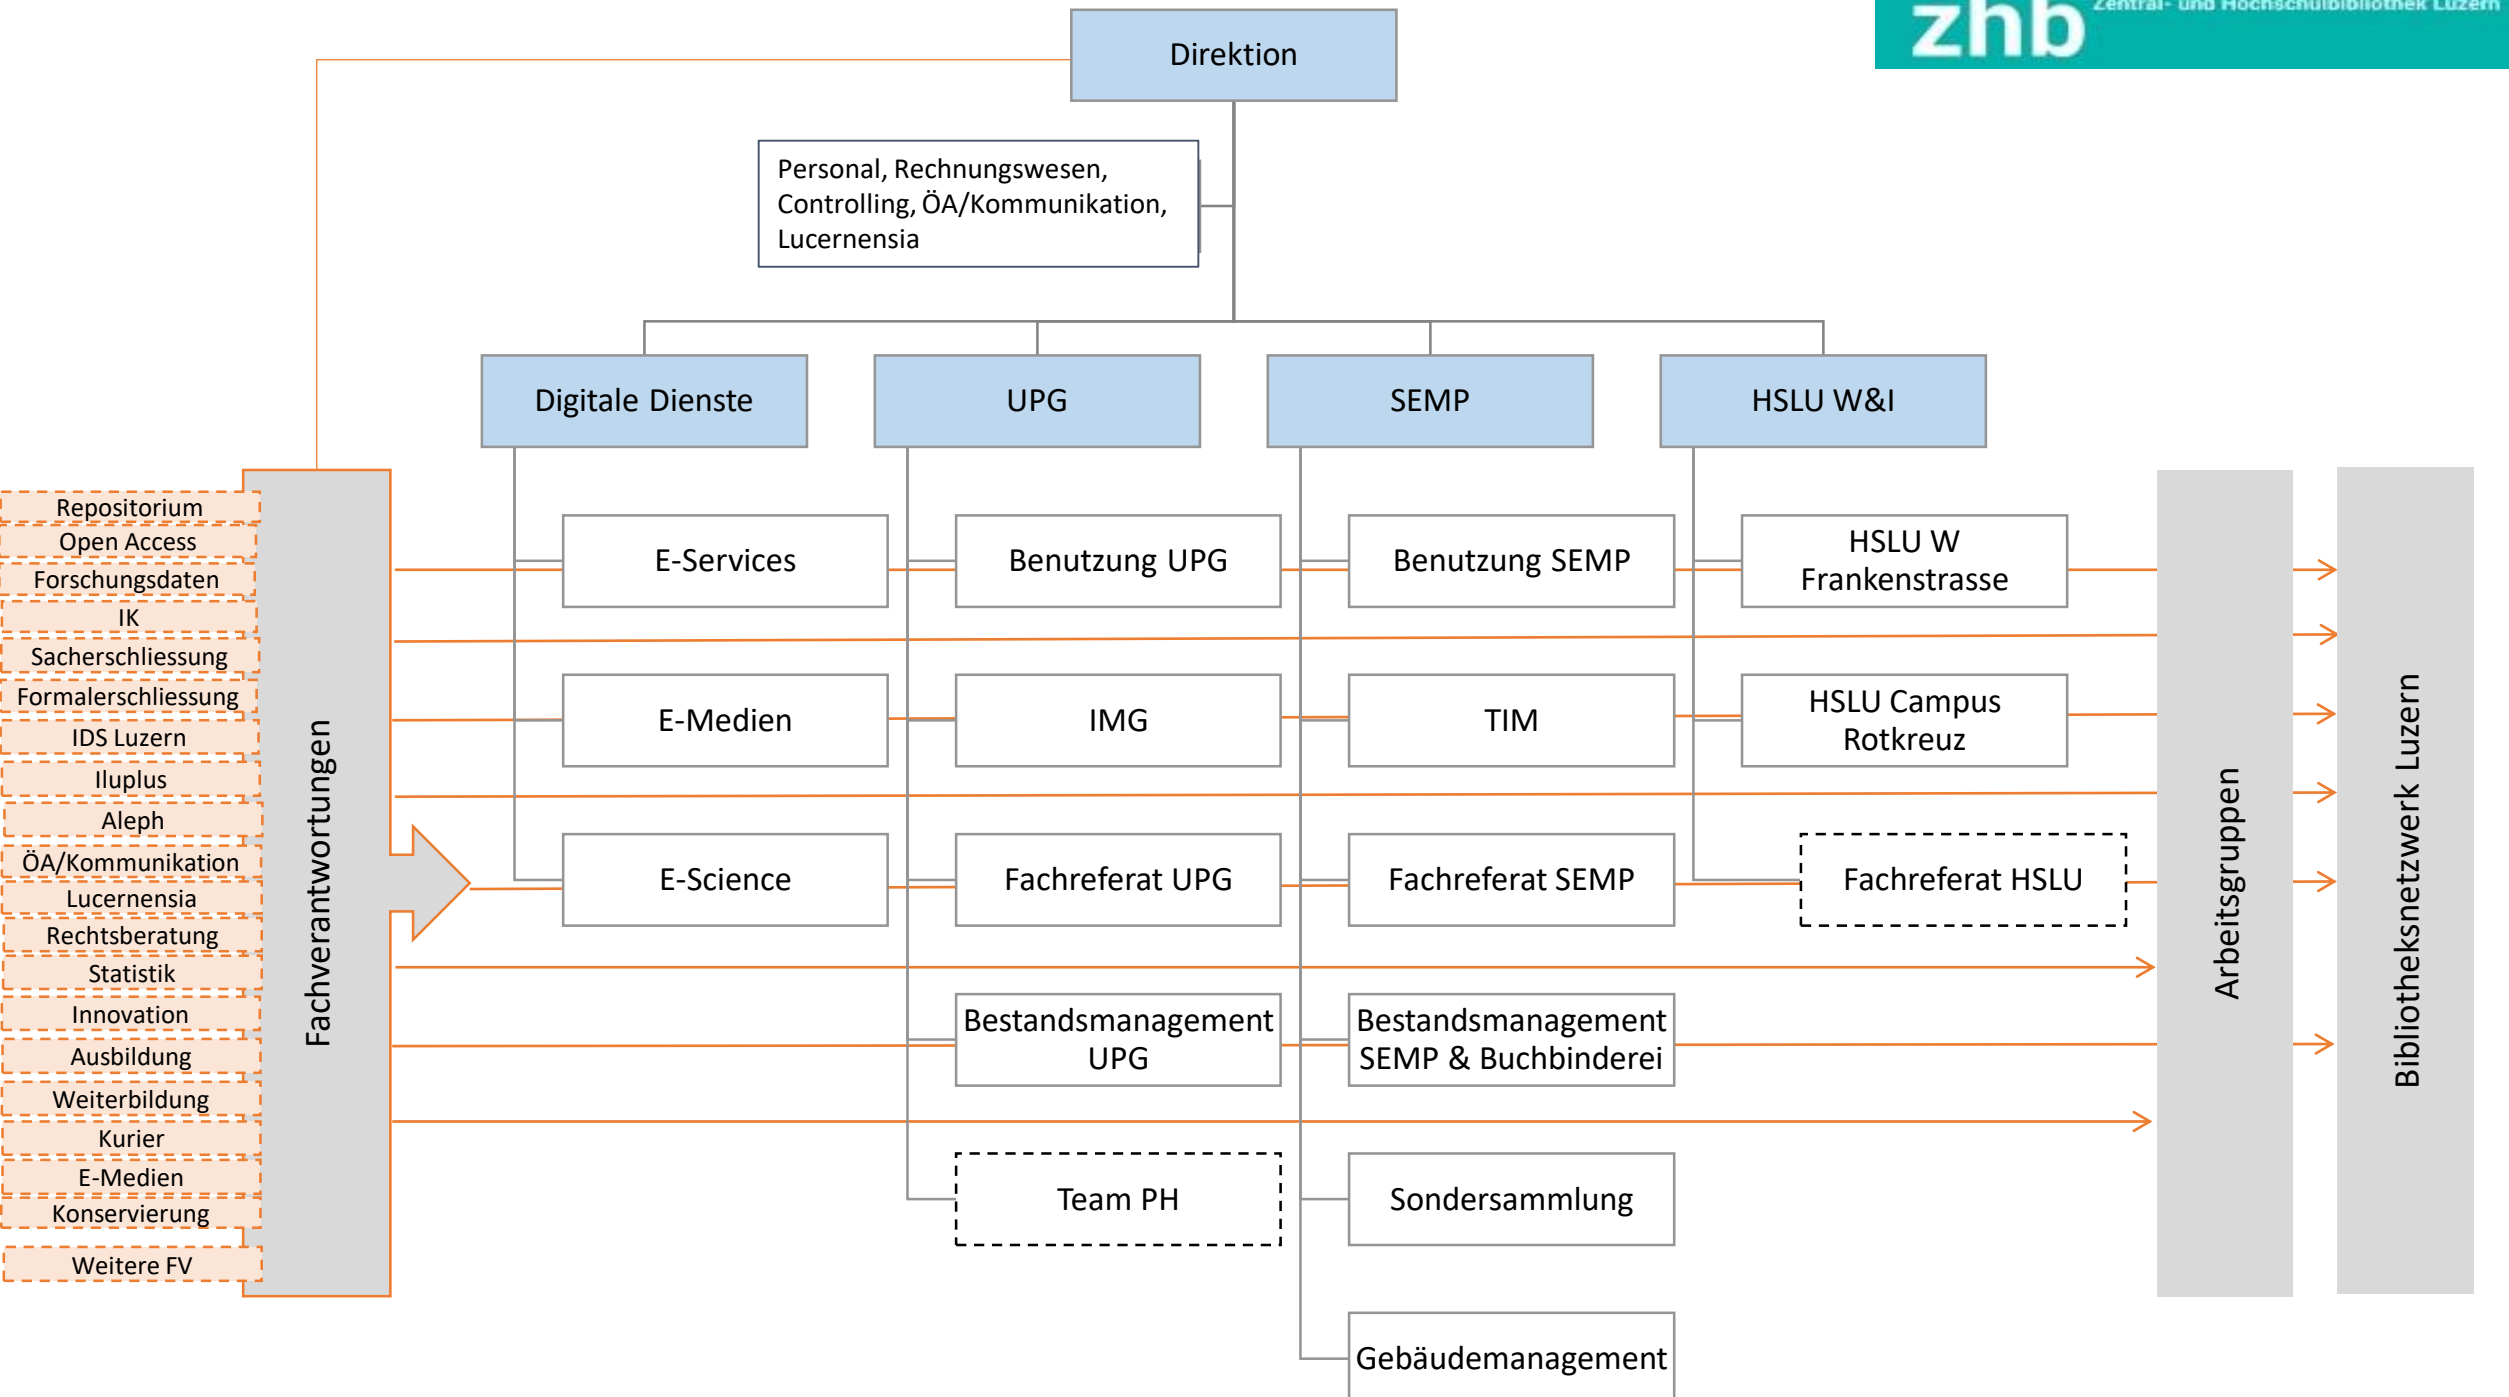 zhb
Zentral- und Hochschulbibliothek Luzern
Direktion
Personal, Rechnungswesen,
Controlling, ÖA/Kommunikation,
Lucernensia
Digitale Dienste
UPG
SEMP
HSLU W&I
Repositorium
Open Access
Forschungsdaten
IK
Sacherschliessung
Formalerschliessung
IDS Luzern
Iluplus
Aleph
ÖA/Kommunikation
Lucernensia
Rechtsberatung
Statistik
Innovation
Ausbildung
Weiterbildung
Kurier
E-Medien
Konservierung
Weitere FV
Fachverantwortungen
E-Services
Benutzung UPG
Benutzung SEMP
HSLU W
Frankenstrasse
E-Medien
IMG
TIM
HSLU Campus
Rotkreuz
E-Science
Fachreferat UPG
Fachreferat SEMP
Fachreferat HSLU
Bestandsmanagement
UPG
Bestandsmanagement
SEMP & Buchbinderei
Team PH
Sondersammlung
Gebäudemanagement
Arbeitsgruppen
Bibliotheksnetzwerk Luzern